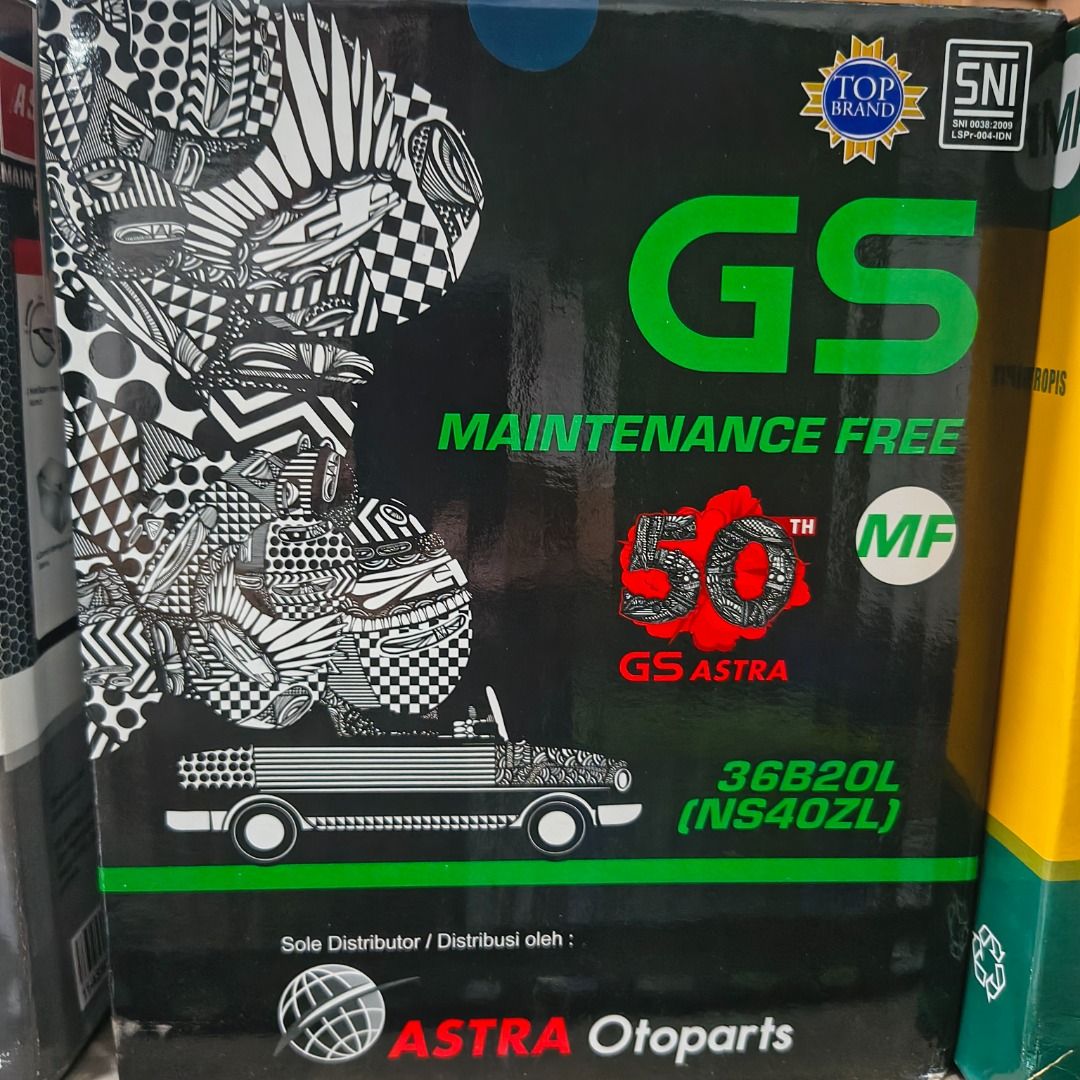 TOP
BRAND
SNI
SNI 0038:2009
LSPr-004-IDN
GS
MAINTENANCE FREE
50TH
MF
GS ASTRA
36B20L
(NS40ZL)
Sole Distributor / Distribusi oleh :
ASTRA Otoparts